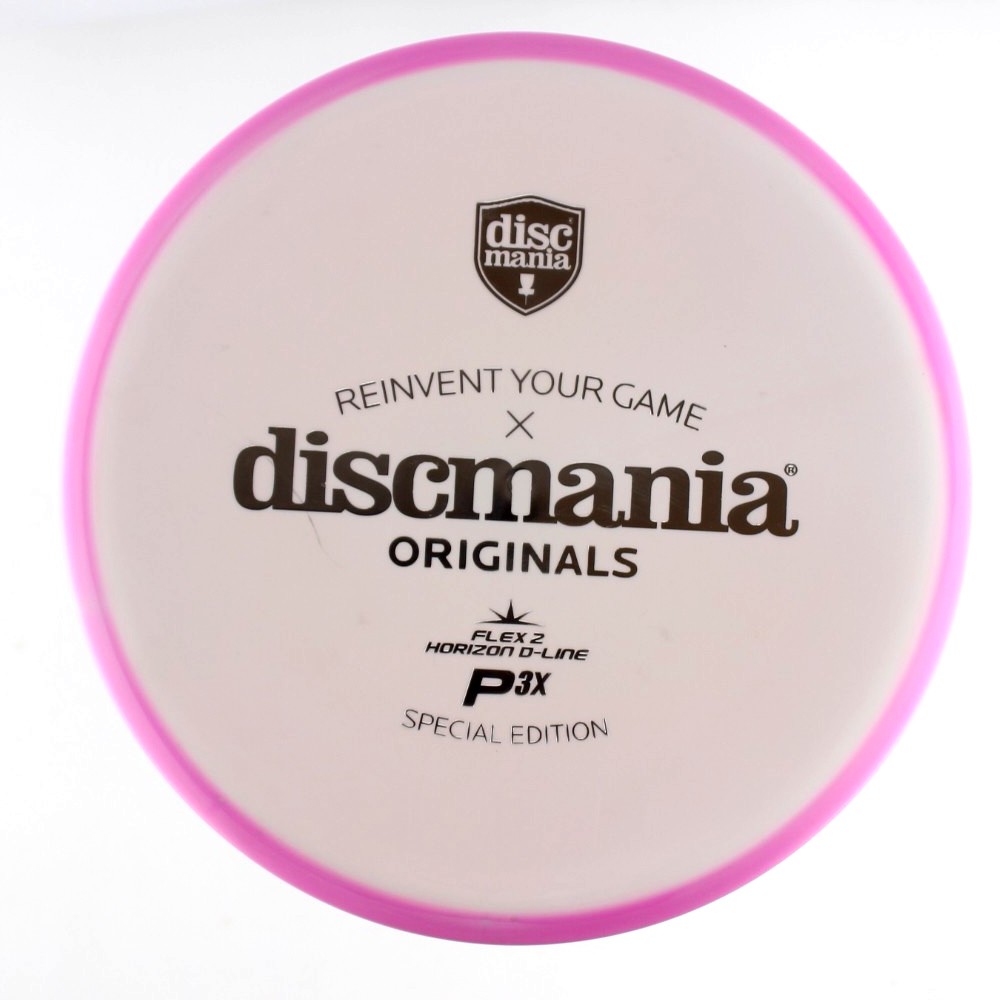 disc
mania
REINVENT YOUR GAME
×
discmania®
ORIGINALS
FLEX 2
HORIZON D-LINE
P3X
SPECIAL EDITION